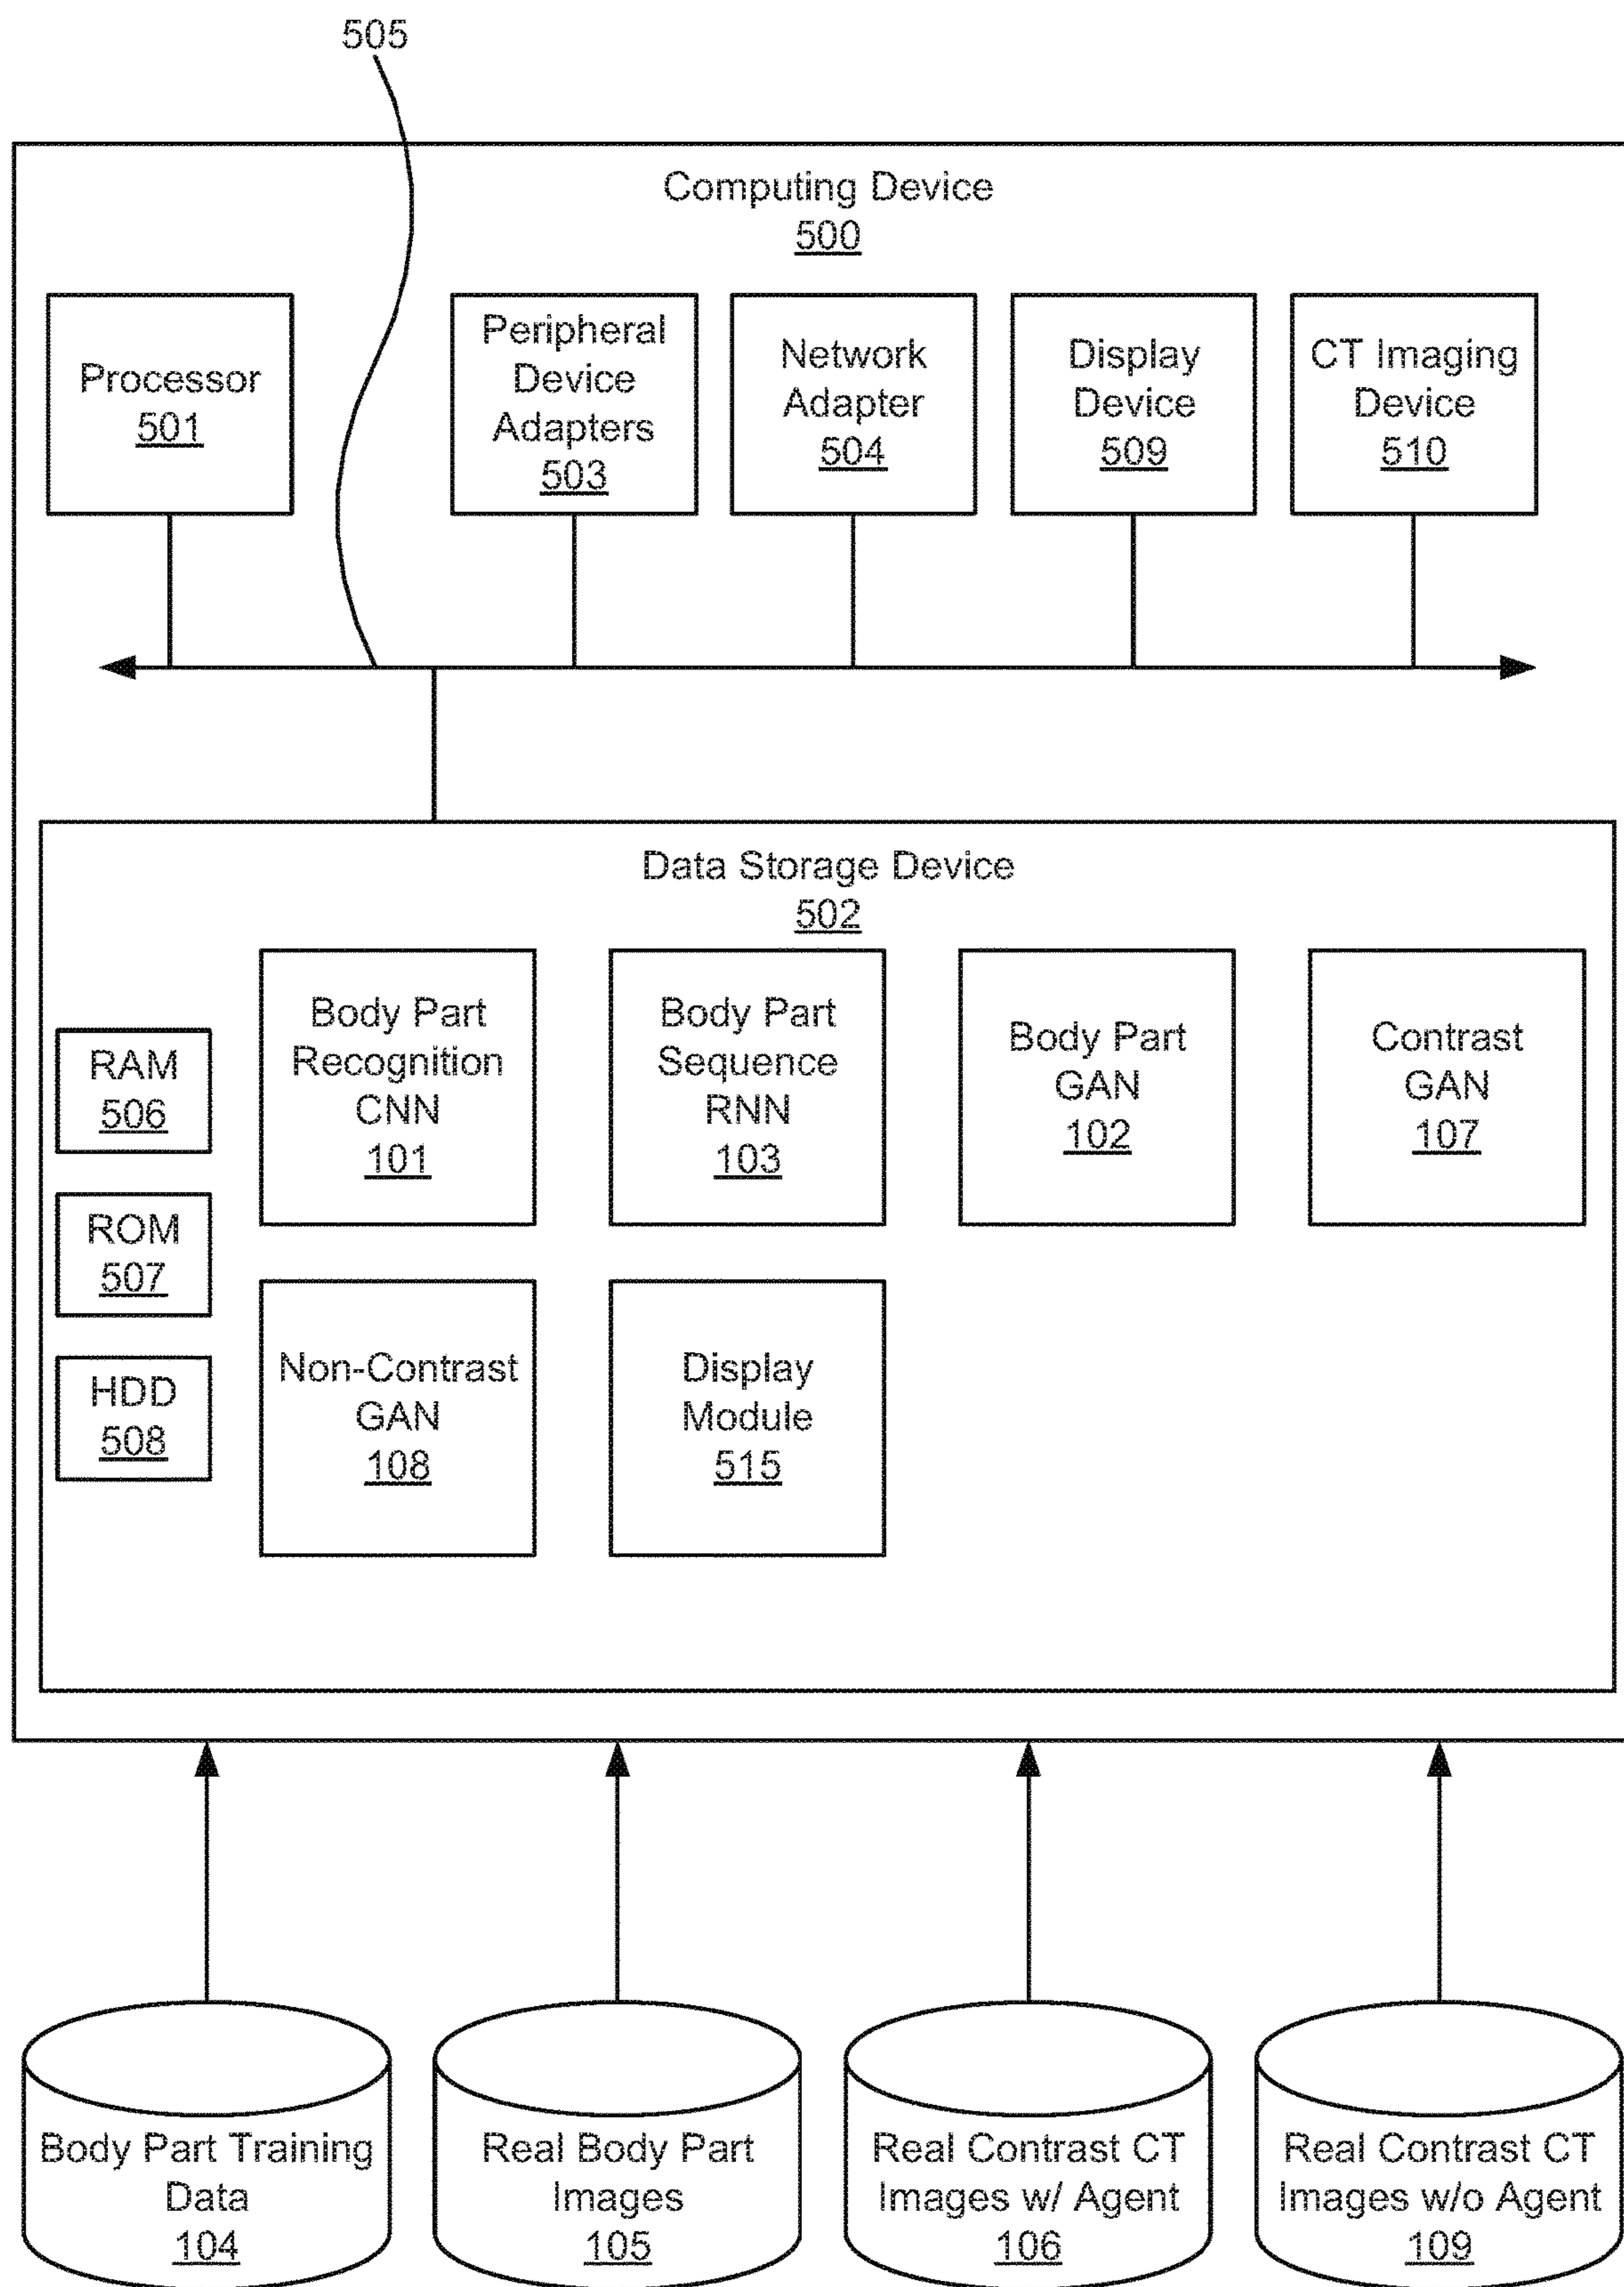 505
Computing Device
500
Processor
501
Peripheral
Device
Adapters
503
Network
Adapter
504
Display
Device
509
CT Imaging
Device
510
Data Storage Device
502
RAM
506
ROM
507
HDD
508
Body Part
Recognition
CNN
101
Body Part
Sequence
RNN
103
Body Part
GAN
102
Contrast
GAN
107
Non-Contrast
GAN
108
Display
Module
515
Body Part Training
Data
104
Real Body Part
Images
105
Real Contrast CT
Images w/ Agent
106
Real Contrast CT
Images w/o Agent
109